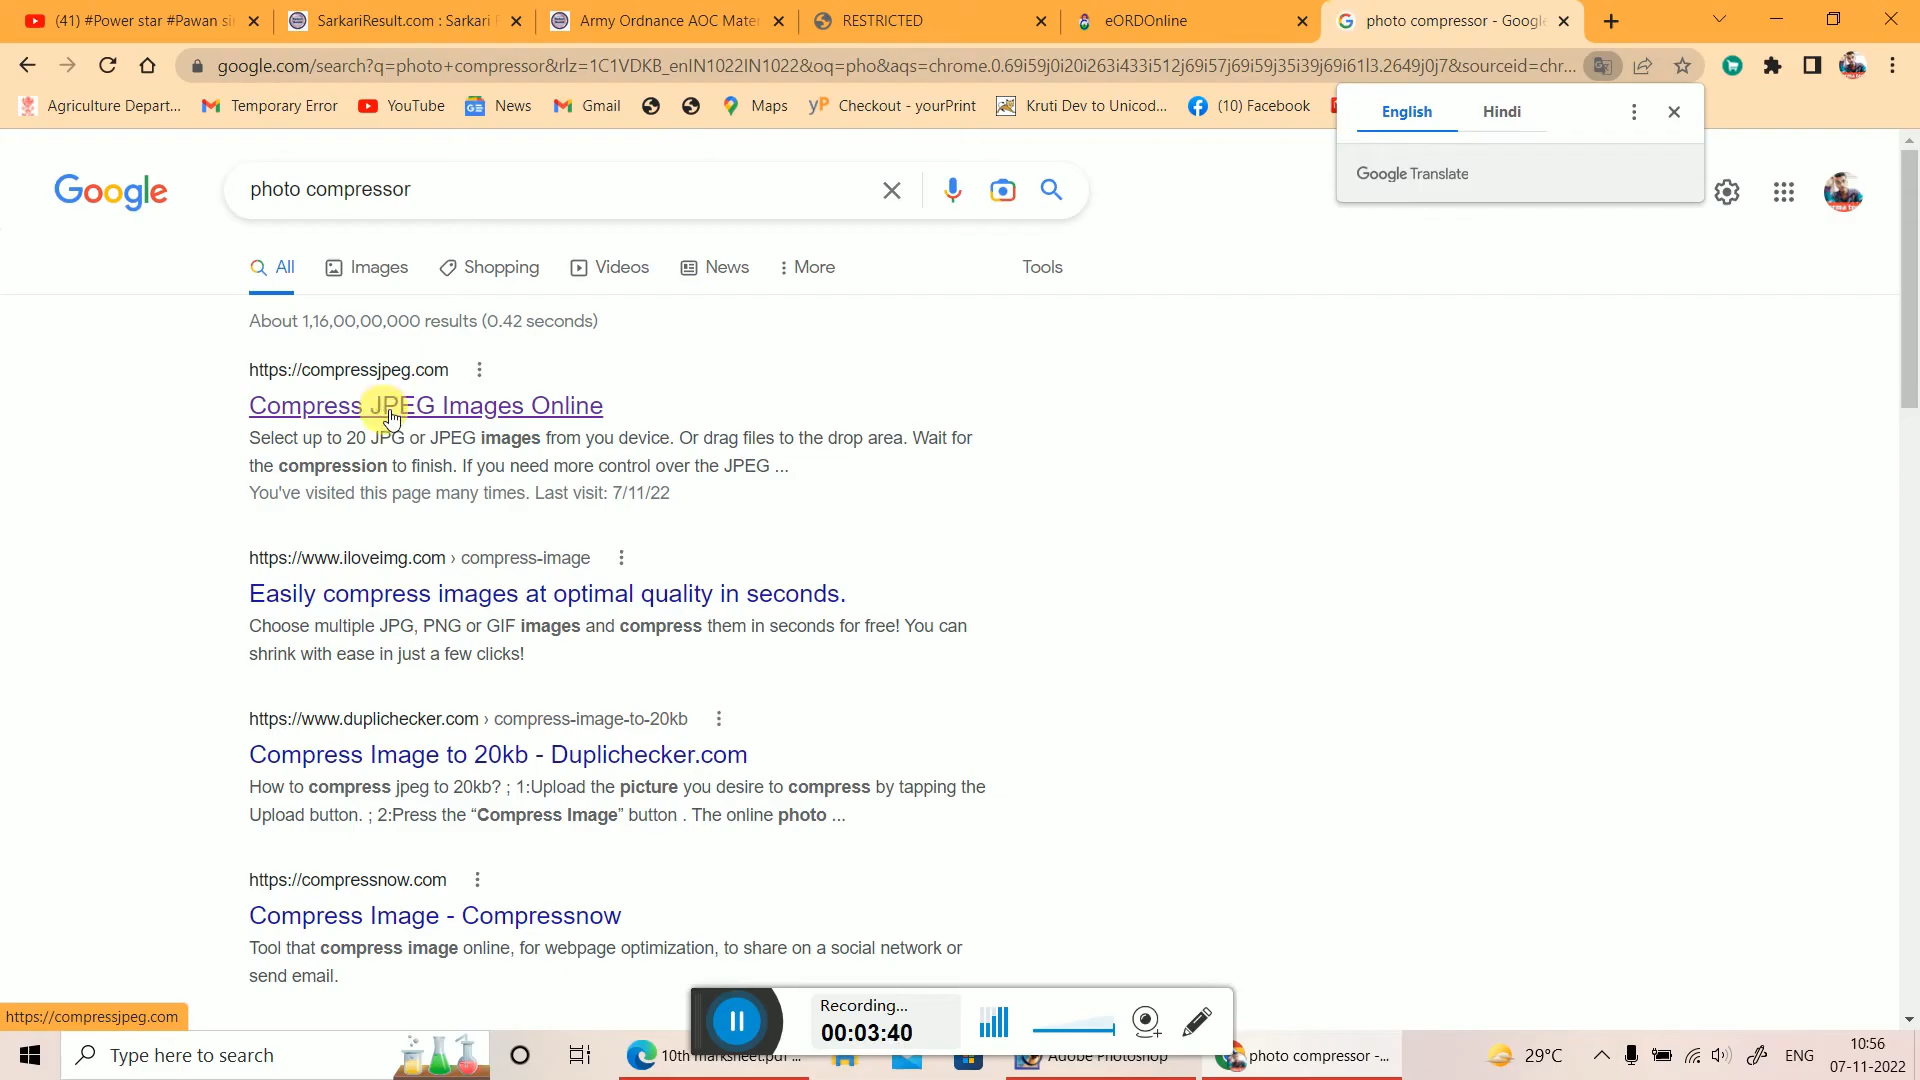 (41) #Power star #Pawan si
SarkariResult.com : Sarkari R
Army Ordnance AOC Mater
RESTRICTED
eORDOnline
photo compressor - Google
google.com/search?q=photo+compressor&rlz=1C1VDKB_enIN1022IN1022&oq=pho&aqs=chrome.0.69i59j0i20i263i433i512j69i57j69i59j35i39j69i61l3.2649j0j7&sourceid=chr...
Agriculture Depart...
Temporary Error
YouTube
News
Gmail
Maps
yP Checkout - yourPrint
Kruti Dev to Unicod...
(10) Facebook
English Hindi
Google Translate
Google
photo compressor
All Images Shopping Videos News More Tools
About 1,16,00,00,000 results (0.42 seconds)
https://compressjpeg.com
Compress JPEG Images Online
Select up to 20 JPG or JPEG images from you device. Or drag files to the drop area. Wait for
the compression to finish. If you need more control over the JPEG ...
You've visited this page many times. Last visit: 7/11/22
https://www.iloveimg.com › compress-image
Easily compress images at optimal quality in seconds.
Choose multiple JPG, PNG or GIF images and compress them in seconds for free! You can
shrink with ease in just a few clicks!
https://www.duplichecker.com › compress-image-to-20kb
Compress Image to 20kb - Duplichecker.com
How to compress jpeg to 20kb? ; 1:Upload the picture you desire to compress by tapping the
Upload button. ; 2:Press the “Compress Image” button . The online photo ...
https://compressnow.com
Compress Image - Compressnow
Tool that compress image online, for webpage optimization, to share on a social network or
send email.
Recording...
00:03:40
https://compressjpeg.com
Type here to search
10th marksheet.pdf ...
Adobe Photoshop
photo compressor -...
29°C
ENG
10:56
07-11-2022